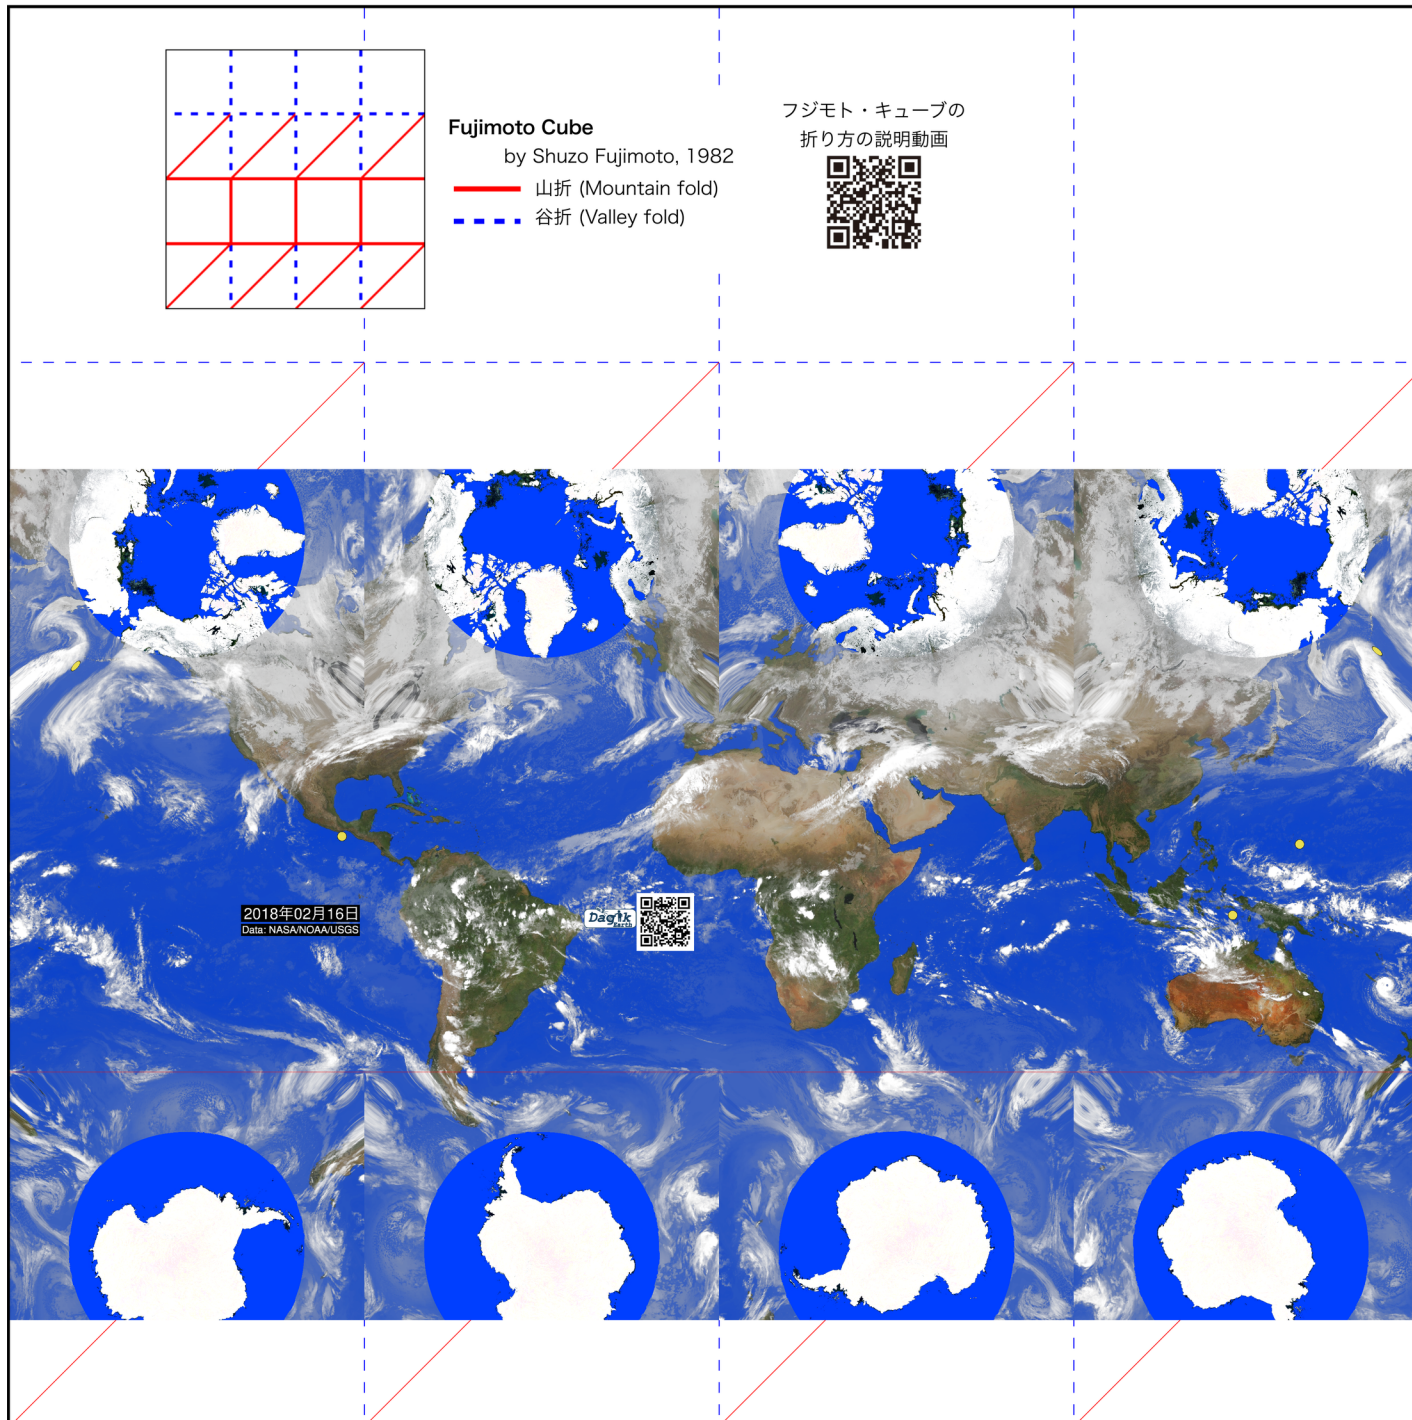 Fujimoto Cube
by Shuzo Fujimoto, 1982
山折 (Mountain fold)
谷折 (Valley fold)
フジモト・キューブの
折り方の説明動画
2018年02月16日
Data: NASA/NOAA/USGS
Dagik
Earth